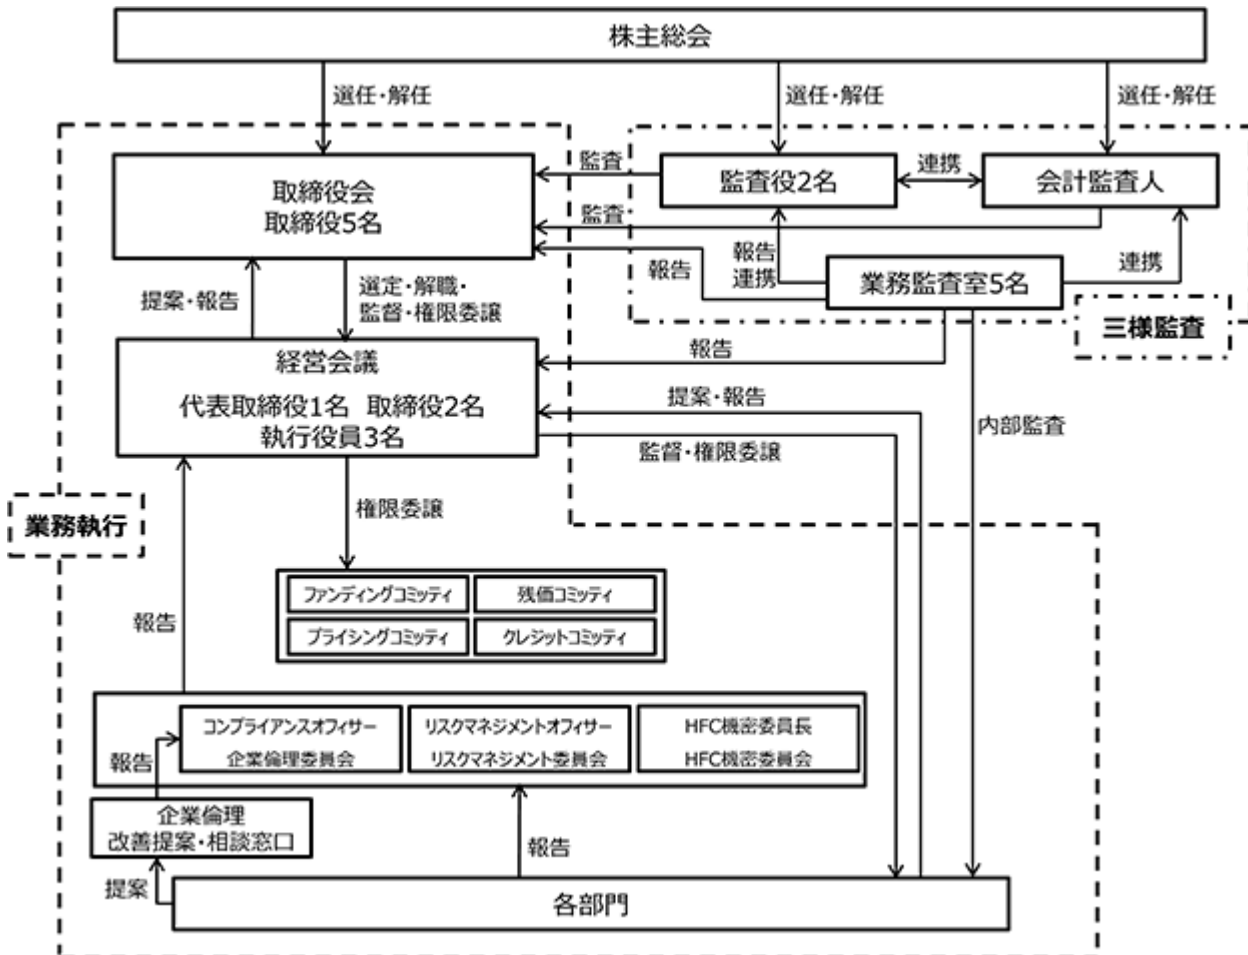 株主総会
選任・解任
選任・解任
選任・解任
取締役会
取締役5名
監査
監査役2名
連携
会計監査人
監査
報告
報告
連携
業務監査室5名
連携
三様監査
提案・報告
選定・解職・
監督・権限委譲
報告
経営会議
代表取締役1名 取締役2名
執行役員3名
提案・報告
監督・権限委譲
内部監査
業務執行
権限委譲
ファンディングコミッティ
残価コミッティ
プライシングコミッティ
クレジットコミッティ
報告
コンプライアンスオフィサー
企業倫理委員会
リスクマネジメントオフィサー
リスクマネジメント委員会
HFC機密委員長
HFC機密委員会
報告
企業倫理
改善提案・相談窓口
報告
提案
各部門